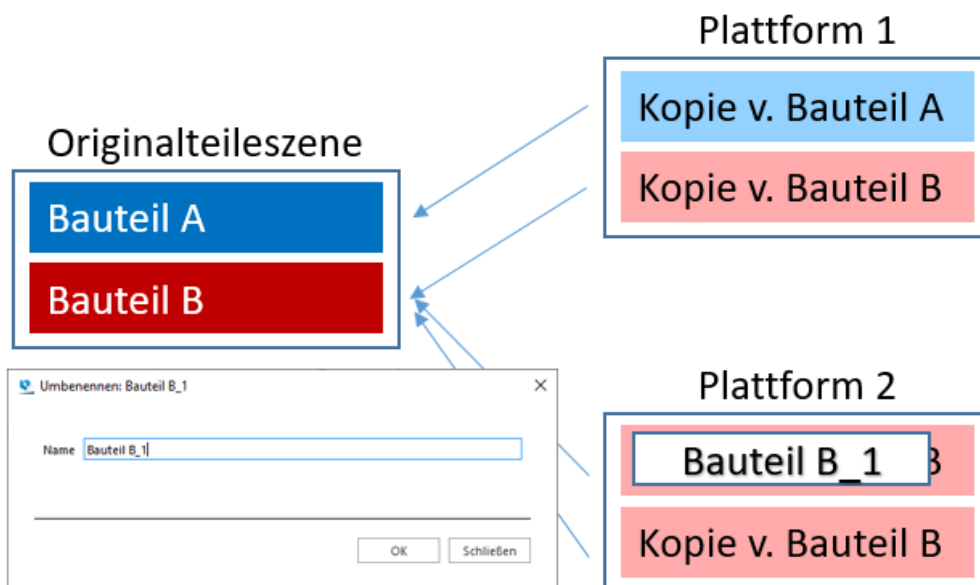 Plattform 1
Kopie v. Bauteil A
Kopie v. Bauteil B
Originalteileszene
Bauteil A
Bauteil B
Umbenennen: Bauteil B_1
Name Bauteil B_1
OK Schließen
Plattform 2
Bauteil B_1 B
Kopie v. Bauteil B